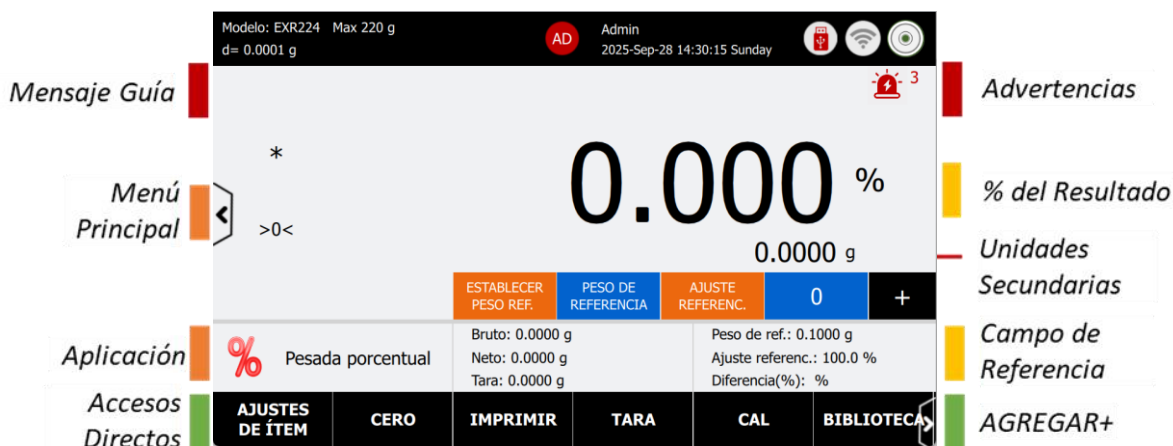 Modelo: EXR224 Max 220 g
d= 0.0001 g
AD
Admin
2025-Sep-28 14:30:15 Sunday
Mensaje Guía
3
Advertencias
*
0.000 %
Menú
Principal
>0<
% del Resultado
0.0000 g
Unidades
Secundarias
ESTABLECER
PESO REF.
PESO DE
REFERENCIA
AJUSTE
REFERENC.
0
+
Aplicación
%
Pesada porcentual
Bruto: 0.0000 g
Neto: 0.0000 g
Tara: 0.0000 g
Peso de ref.: 0.1000 g
Ajuste referenc.: 100.0 %
Diferencia(%): %
Campo de
Referencia
Accesos
Directos
AJUSTES
DE ÍTEM
CERO
IMPRIMIR
TARA
CAL
BIBLIOTECA
AGREGAR+